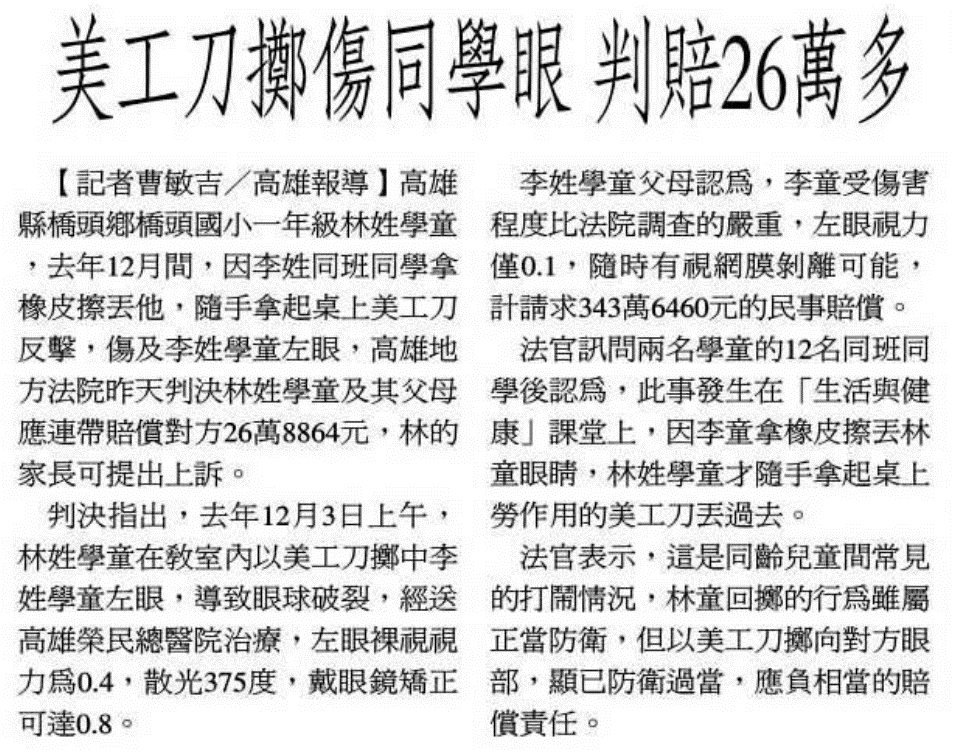 美工刀擲傷同學眼 判賠26萬多
【記者曹敏吉／高雄報導】高雄
縣橋頭鄉橋頭國小一年級林姓學童
，去年12月間，因李姓同班同學拿
橡皮擦丟他，隨手拿起桌上美工刀
反擊，傷及李姓學童左眼，高雄地
方法院昨天判決林姓學童及其父母
應連帶賠償對方26萬8864元，林的
家長可提出上訴。
判決指出，去年12月3日上午，
林姓學童在教室內以美工刀擲中李
姓學童左眼，導致眼球破裂，經送
高雄榮民總醫院治療，左眼裸視視
力為0.4，散光375度，戴眼鏡矯正
可達0.8。
李姓學童父母認為，李童受傷害
程度比法院調查的嚴重，左眼視力
僅0.1，隨時有視網膜剝離可能，
計請求343萬6460元的民事賠償。
法官訊問兩名學童的12名同班同
學後認為，此事發生在「生活與健
康」課堂上，因李童拿橡皮擦丟林
童眼睛，林姓學童才隨手拿起桌上
勞作用的美工刀丟過去。
法官表示，這是同齡兒童間常見
的打鬧情況，林童回擲的行為雖屬
正當防衛，但以美工刀擲向對方眼
部，顯已防衛過當，應負相當的賠
償責任。